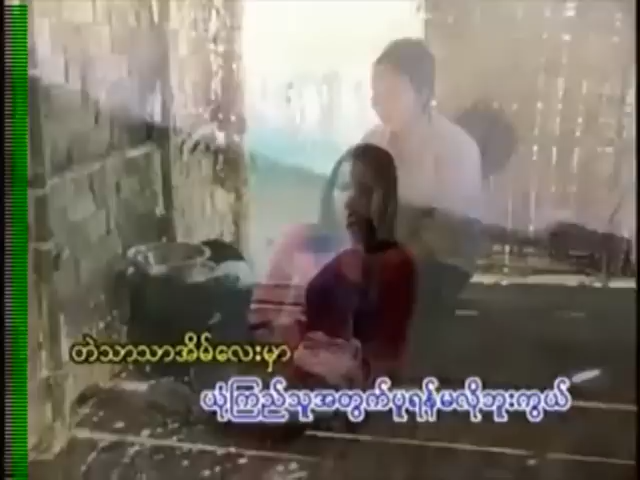 တဲသာသာအိမ်လေးမှာ
ယုံကြည်သူအတွက်ပုရန်မလိုဘူးကွယ်